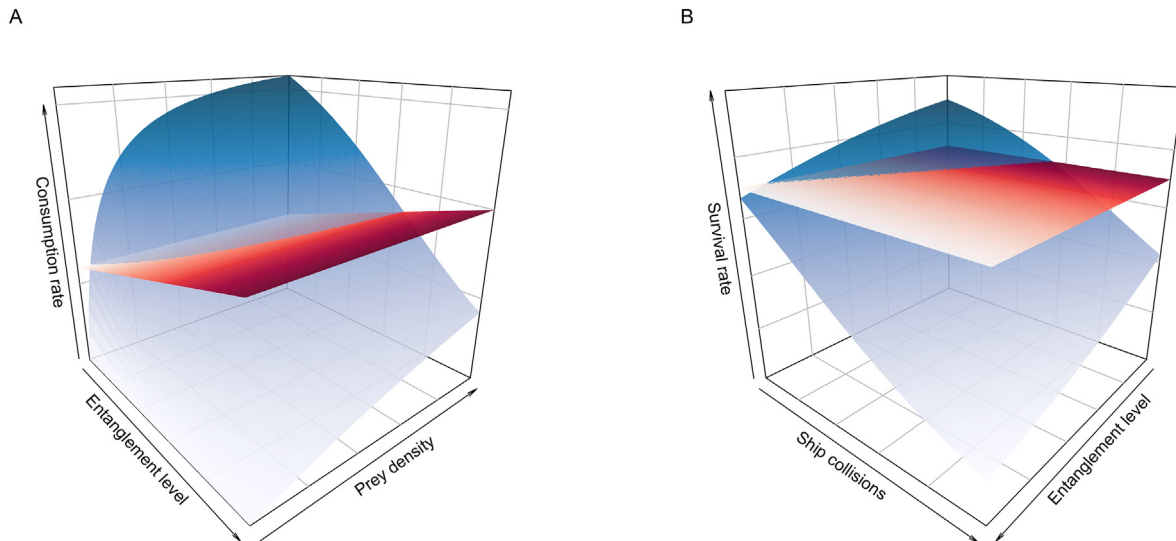 A
B
Consumption rate
Entanglement level
Prey density
Survival rate
Ship collisions
Entanglement level